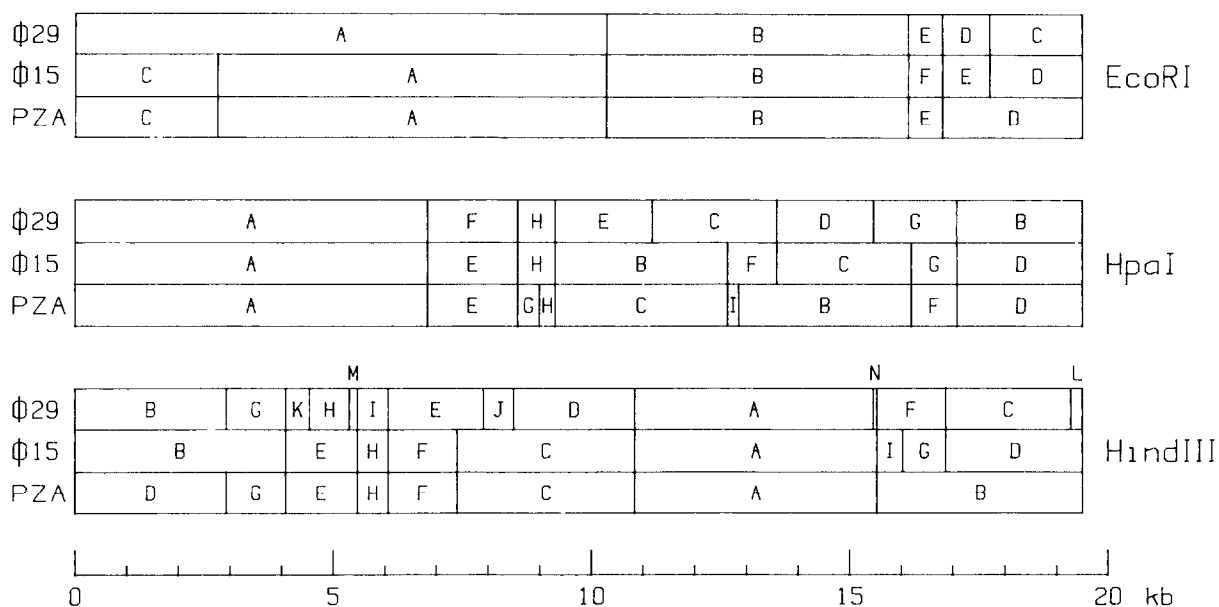 Φ29 A B E D C
Φ15 C A B F E D EcoRI
PZA C A B E D
Φ29 A F H E C D G B
Φ15 A E H B F C G D HpaI
PZA A E G H C I B F D
M N L
Φ29 B G K H I E J D A F C
Φ15 B E H F C A I G D HindIII
PZA D G E H F C A B
0 5 10 15 20 kb